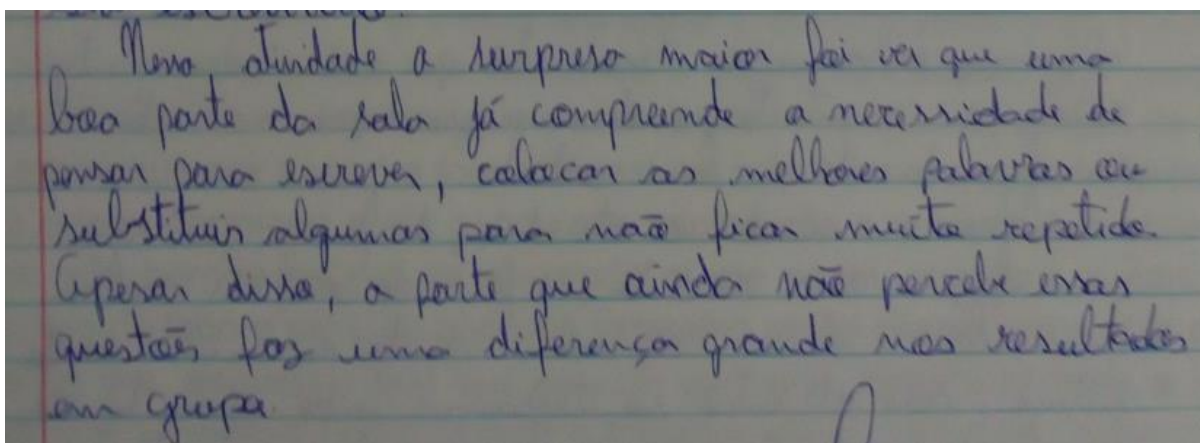 Nessa atividade a surpresa maior foi ver que uma
boa parte da sala já compreende a necessidade de
pensar para escrever, colocar as melhores palavras ou
substituir algumas para não ficar muito repetido.
Apesar disso, a parte que ainda não percebe essas
questões faz uma diferença grande nos resultados
em grupo.